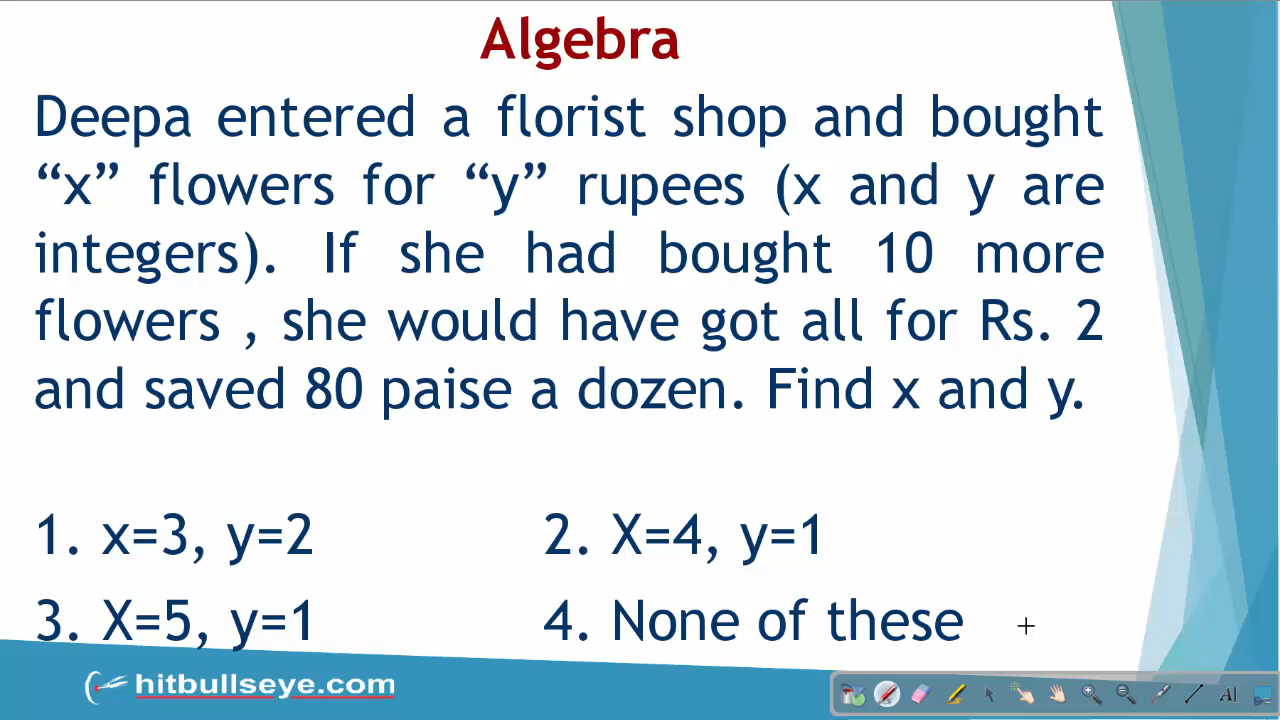 Algebra
Deepa entered a florist shop and bought
“x” flowers for “y” rupees (x and y are
integers). If she had bought 10 more
flowers , she would have got all for Rs. 2
and saved 80 paise a dozen. Find x and y.
1. x=3, y=2 2. X=4, y=1
3. X=5, y=1 4. None of these
hitbullseye.com
AI